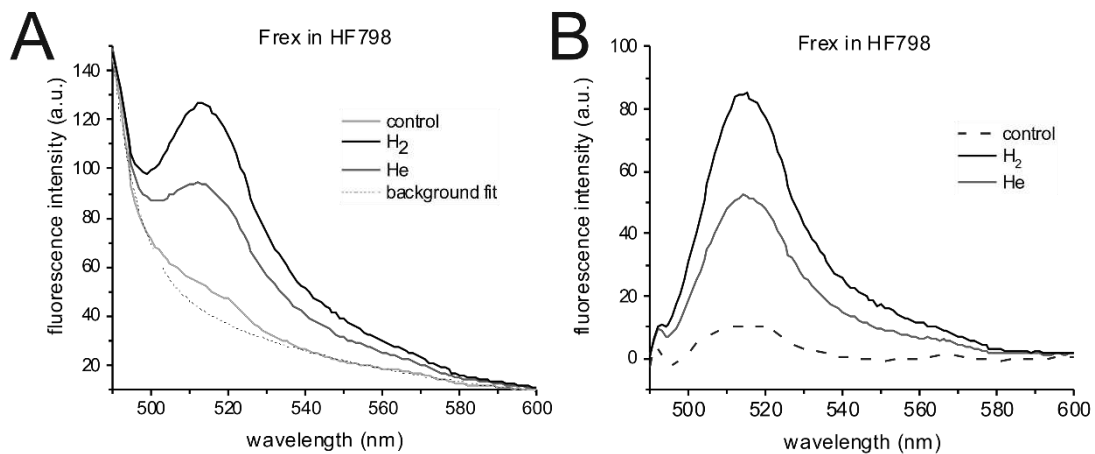 A
Frex in HF798
fluorescence intensity (a.u.)
140
120
100
80
60
40
20
control
H₂
He
background fit
500 520 540 560 580 600
wavelength (nm)
B
Frex in HF798
fluorescence intensity (a.u.)
100
80
60
40
20
0
control
H₂
He
500 520 540 560 580 600
wavelength (nm)